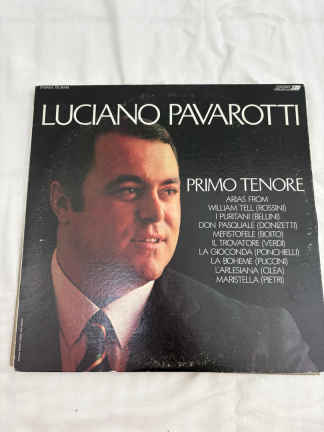 LUCIANO PAVAROTTI
PRIMO TENORE
ARIAS FROM
WILLIAM TELL (ROSSINI)
I PURITANI (BELLINI)
DON PASQUALE (DONIZETTI)
MEFISTOFELE (BOITO)
IL TROVATORE (VERDI)
LA GIOCONDA (PONCHIELLI)
LA BOHEME (PUCCINI)
L'ARLESIANA (CILEA)
MARISTELLA (PIETRI)